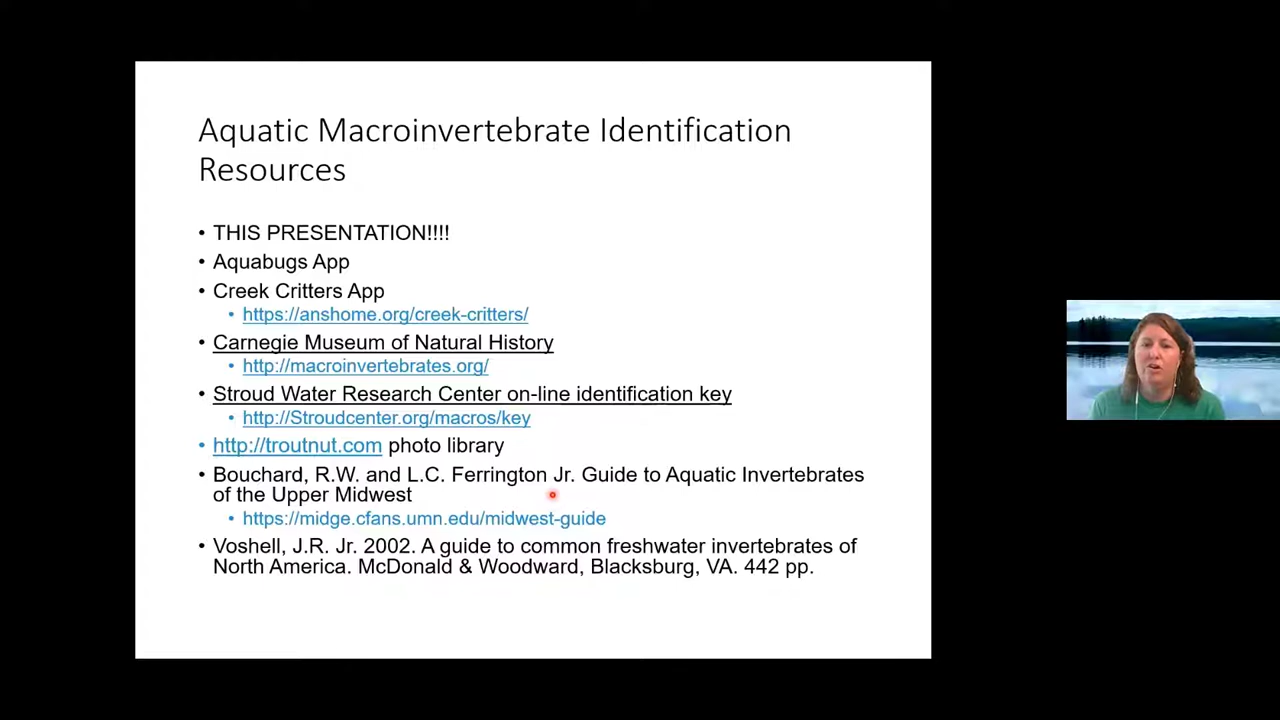 Aquatic Macroinvertebrate Identification
Resources
• THIS PRESENTATION!!!!
• Aquabugs App
• Creek Critters App
• https://anshome.org/creek-critters/
• Carnegie Museum of Natural History
• http://macroinvertebrates.org/
• Stroud Water Research Center on-line identification key
• http://Stroudcenter.org/macros/key
• http://troutnut.com photo library
• Bouchard, R.W. and L.C. Ferrington Jr. Guide to Aquatic Invertebrates
of the Upper Midwest
• https://midge.cfans.umn.edu/midwest-guide
• Voshell, J.R. Jr. 2002. A guide to common freshwater invertebrates of
North America. McDonald & Woodward, Blacksburg, VA. 442 pp.